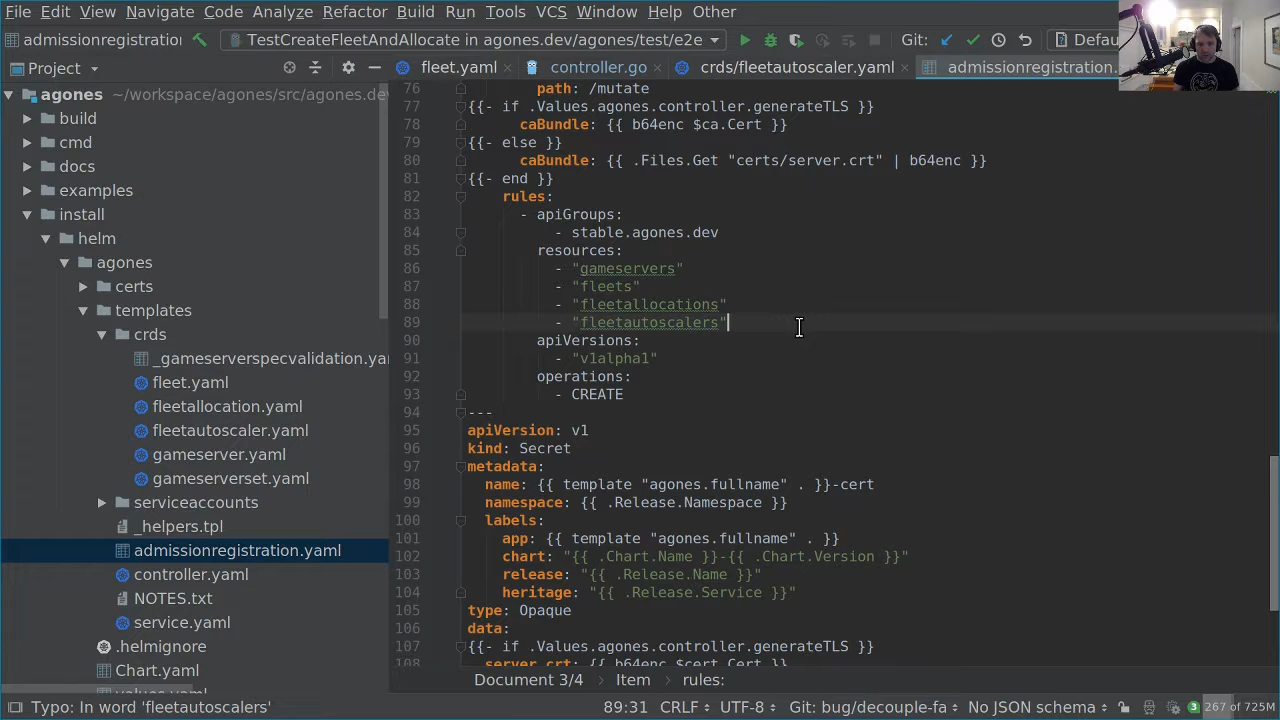 File Edit View Navigate Code Analyze Refactor Build Run Tools VCS Window Help Other
admissionregistratio TestCreateFleetAndAllocate in agones.dev/agones/test/e2e Git: Defau
Project fleet.yaml controller.go crds/fleetautoscaler.yaml admissionregistration.
agones ~/workspace/agones/src/agones.de
build
cmd
docs
examples
install
helm
agones
certs
templates
crds
_gameserverspecvalidation.ya
fleet.yaml
fleetallocation.yaml
fleetautoscaler.yaml
gameserver.yaml
gameserverset.yaml
serviceaccounts
_helpers.tpl
admissionregistration.yaml
controller.yaml
NOTES.txt
service.yaml
.helmignore
Chart.yaml
values.yaml
76 path: /mutate
77 {{- if .Values.agones.controller.generateTLS }}
78 caBundle: {{ b64enc $ca.Cert }}
79 {{- else }}
80 caBundle: {{ .Files.Get "certs/server.crt" | b64enc }}
81 {{- end }}
82 rules:
83 - apiGroups:
84 - stable.agones.dev
85 resources:
86 - "gameservers"
87 - "fleets"
88 - "fleetallocations"
89 - "fleetautoscalers"
90 apiVersions:
91 - "v1alpha1"
92 operations:
93 - CREATE
94 ---
95 apiVersion: v1
96 kind: Secret
97 metadata:
98 name: {{ template "agones.fullname" . }}-cert
99 namespace: {{ .Release.Namespace }}
100 labels:
101 app: {{ template "agones.fullname" . }}
102 chart: "{{ .Chart.Name }}-{{ .Chart.Version }}"
103 release: "{{ .Release.Name }}"
104 heritage: "{{ .Release.Service }}"
105 type: Opaque
106 data:
107 {{- if .Values.agones.controller.generateTLS }}
108 server.crt: {{ b64enc $cert.Cert }}
Document 3/4 Item rules:
Typo: In word 'fleetautoscalers' 89:31 CRLF UTF-8 Git: bug/decouple-fa No JSON schema 3 267 of 725M